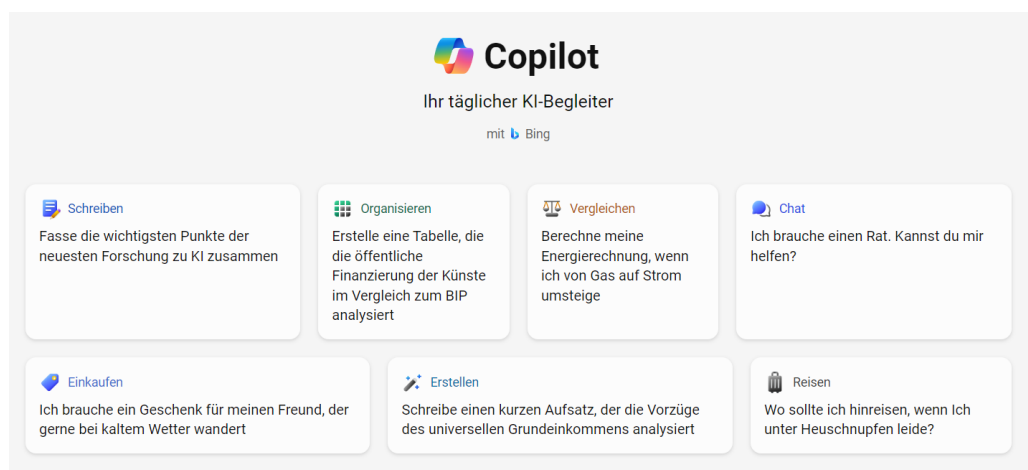 Copilot
Ihr täglicher KI-Begleiter
mit Bing
Schreiben
Fasse die wichtigsten Punkte der
neuesten Forschung zu KI zusammen
Organisieren
Erstelle eine Tabelle, die
die öffentliche
Finanzierung der Künste
im Vergleich zum BIP
analysiert
Vergleichen
Berechne meine
Energierechnung, wenn
ich von Gas auf Strom
umsteige
Chat
Ich brauche einen Rat. Kannst du mir
helfen?
Einkaufen
Ich brauche ein Geschenk für meinen Freund, der
gerne bei kaltem Wetter wandert
Erstellen
Schreibe einen kurzen Aufsatz, der die Vorzüge
des universellen Grundeinkommens analysiert
Reisen
Wo sollte ich hinreisen, wenn Ich
unter Heuschnupfen leide?